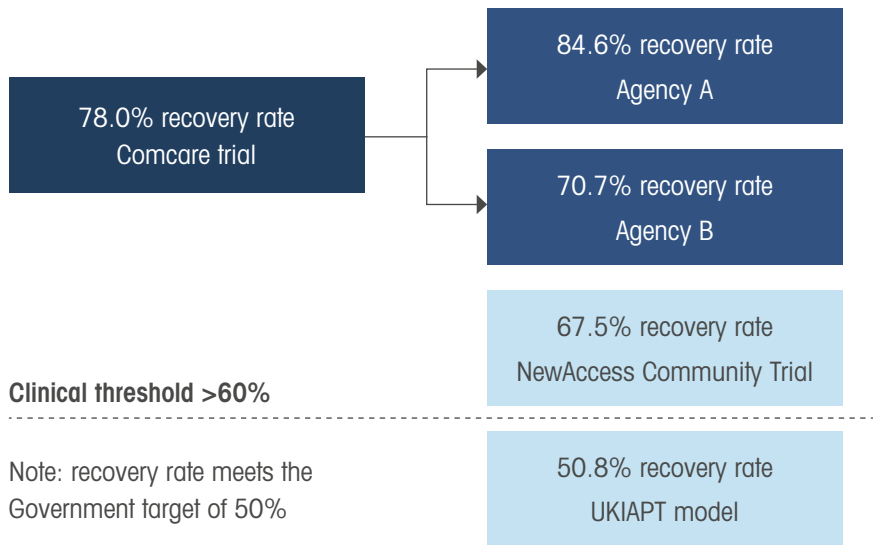 78.0% recovery rate
Comcare trial
84.6% recovery rate
Agency A
70.7% recovery rate
Agency B
67.5% recovery rate
NewAccess Community Trial
Clinical threshold >60%
Note: recovery rate meets the
Government target of 50%
50.8% recovery rate
UKIAPT model